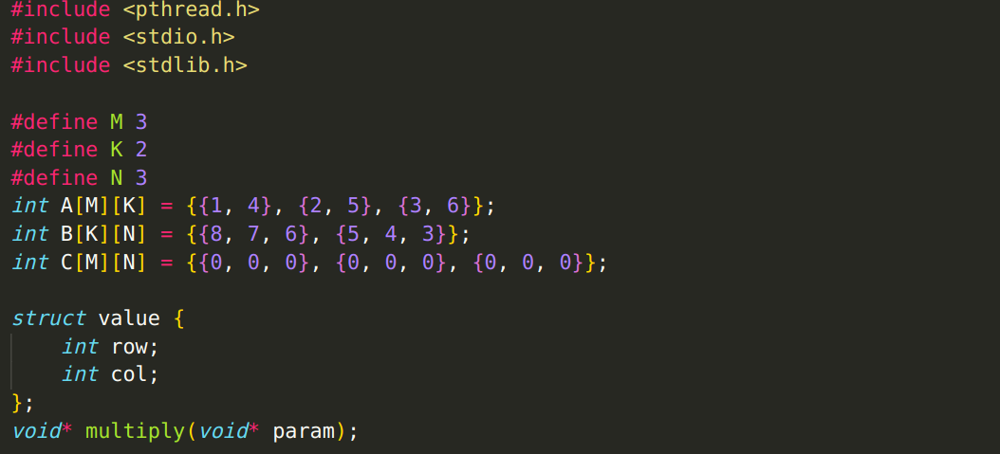 #include <pthread.h>
#include <stdio.h>
#include <stdlib.h>

#define M 3
#define K 2
#define N 3
int A[M][K] = {{1, 4}, {2, 5}, {3, 6}};
int B[K][N] = {{8, 7, 6}, {5, 4, 3}};
int C[M][N] = {{0, 0, 0}, {0, 0, 0}, {0, 0, 0}};

struct value {
    int row;
    int col;
};
void* multiply(void* param);